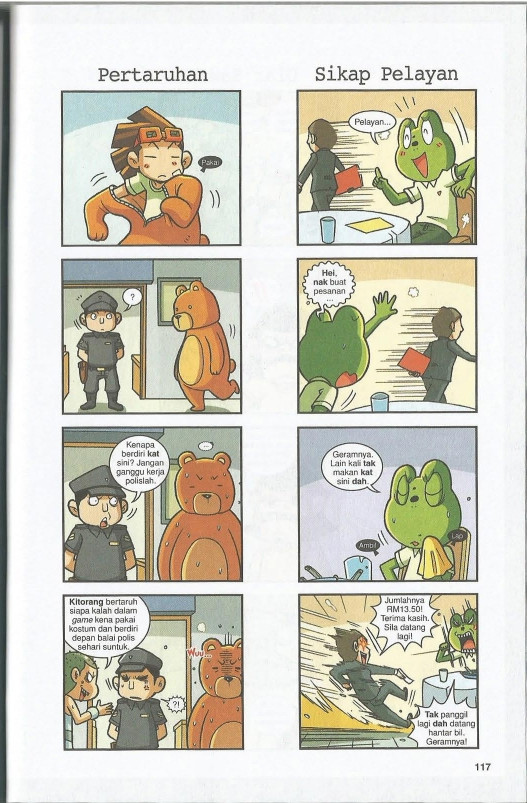 Pertaruhan
Pakai
?
Kenapa
berdiri kat
sini? Jangan
ganggu kerja
polislah.
...
Kitorang bertaruh
siapa kalah dalam
game kena pakai
kostum dan berdiri
depan balai polis
sehari suntuk.
?!
Wuu...
Sikap Pelayan
Pelayan...
Hei,
nak buat
pesanan
...
Geramnya.
Lain kali tak
makan kat
sini dah.
Ambil
Lap
Jumlahnya
RM13.50!
Terima kasih.
Sila datang
lagi!
Tak panggil
lagi dah datang
hantar bil.
Geramnya!
117